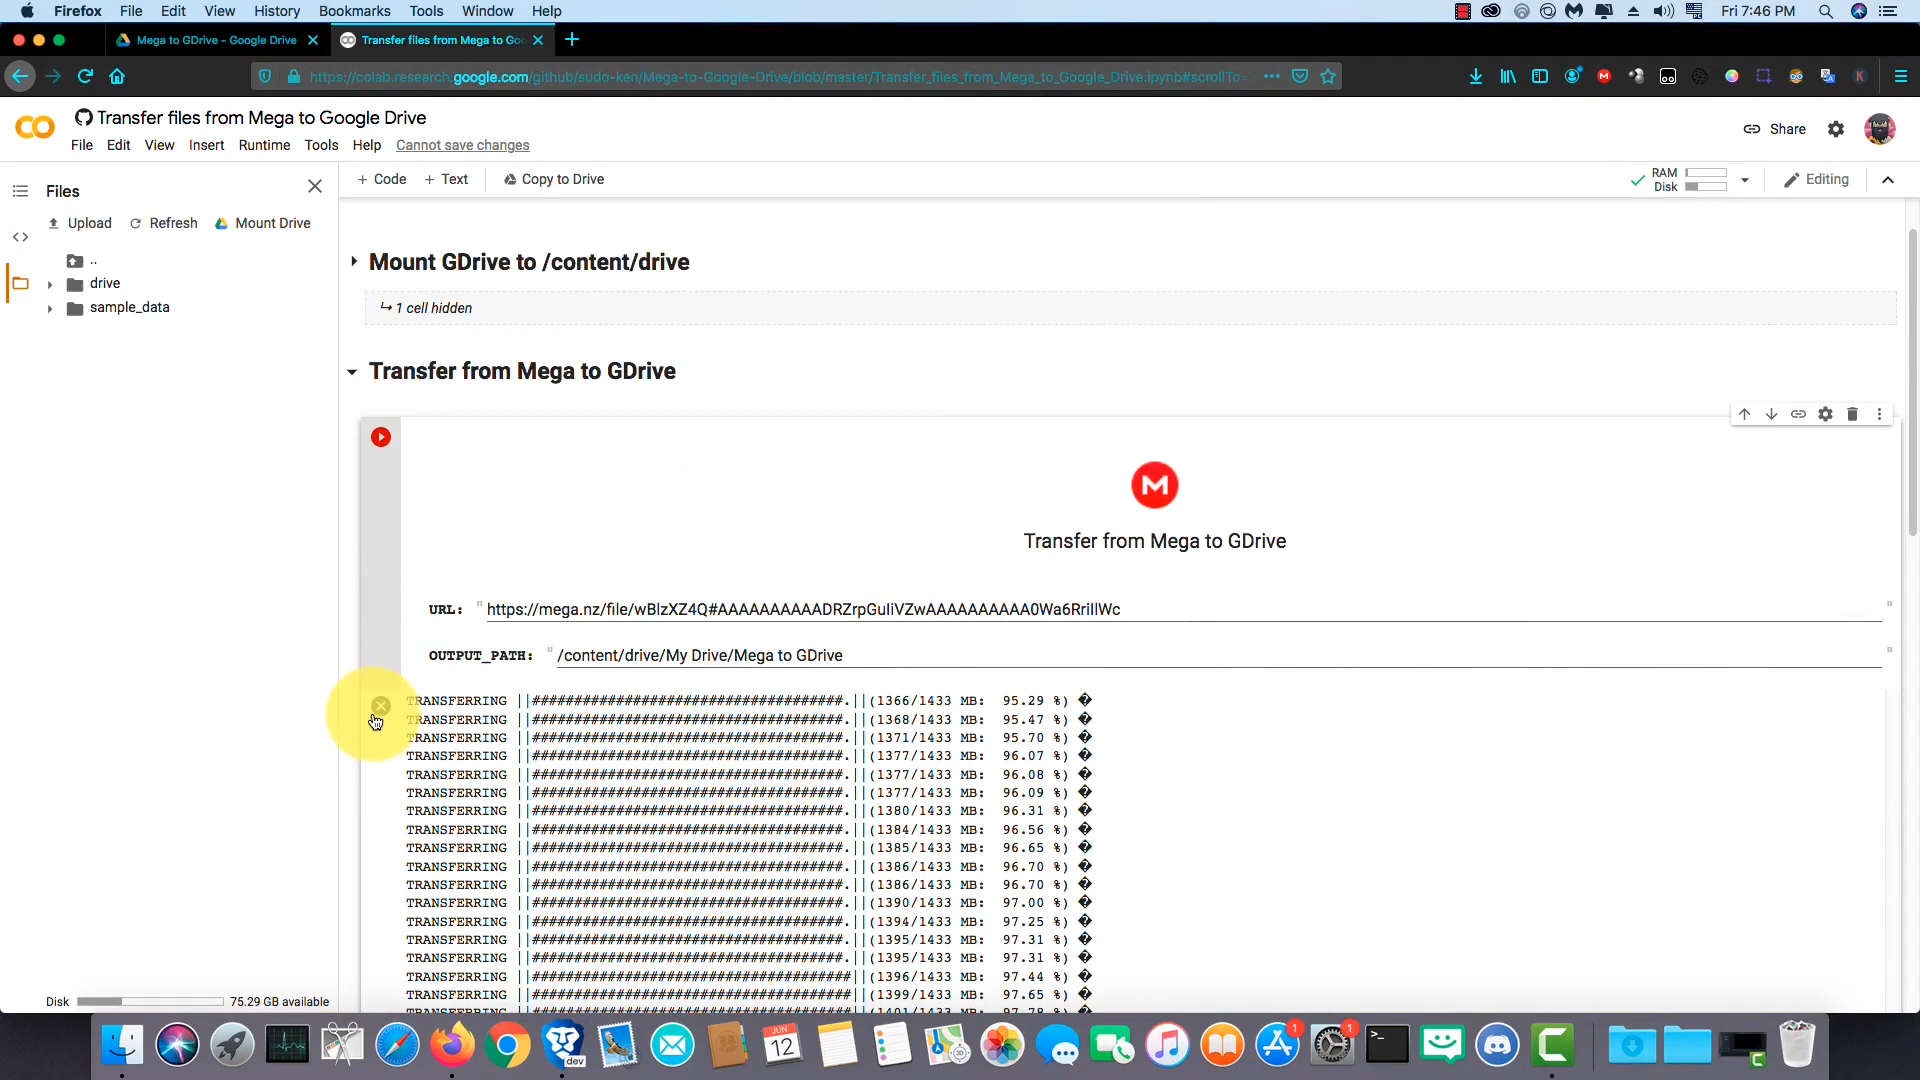 Firefox File Edit View History Bookmarks Tools Window Help Fri 7:46 PM
Mega to GDrive - Google Drive Transfer files from Mega to Goo
https://colab.research.google.com/github/sudo-ken/Mega-to-Google-Drive/blob/master/Transfer_files_from_Mega_to_Google_Drive.ipynb#scrollTo=
CO Transfer files from Mega to Google Drive Share
File Edit View Insert Runtime Tools Help Cannot save changes
Files + Code + Text Copy to Drive RAM Disk Editing
Upload Refresh Mount Drive
..
drive
sample_data
Disk 75.29 GB available
Mount GDrive to /content/drive
1 cell hidden
Transfer from Mega to GDrive
M
Transfer from Mega to GDrive
URL: " https://mega.nz/file/wBlzXZ4Q#AAAAAAAAAADRZrpGuIiVZwAAAAAAAAAA0Wa6RriIlWc "
OUTPUT_PATH: " /content/drive/My Drive/Mega to GDrive "
TRANSFERRING ||#####################################.||(1366/1433 MB: 95.29 %) �
TRANSFERRING ||#####################################.||(1368/1433 MB: 95.47 %) �
TRANSFERRING ||#####################################.||(1371/1433 MB: 95.70 %) �
TRANSFERRING ||#####################################.||(1377/1433 MB: 96.07 %) �
TRANSFERRING ||#####################################.||(1377/1433 MB: 96.08 %) �
TRANSFERRING ||#####################################.||(1377/1433 MB: 96.09 %) �
TRANSFERRING ||#####################################.||(1380/1433 MB: 96.31 %) �
TRANSFERRING ||#####################################.||(1384/1433 MB: 96.56 %) �
TRANSFERRING ||#####################################.||(1385/1433 MB: 96.65 %) �
TRANSFERRING ||#####################################.||(1386/1433 MB: 96.70 %) �
TRANSFERRING ||#####################################.||(1386/1433 MB: 96.70 %) �
TRANSFERRING ||#####################################.||(1390/1433 MB: 97.00 %) �
TRANSFERRING ||#####################################.||(1394/1433 MB: 97.25 %) �
TRANSFERRING ||#####################################.||(1395/1433 MB: 97.31 %) �
TRANSFERRING ||#####################################.||(1395/1433 MB: 97.31 %) �
TRANSFERRING ||######################################||(1396/1433 MB: 97.44 %) �
TRANSFERRING ||######################################||(1399/1433 MB: 97.65 %) �
JUN
12
dev
1
1